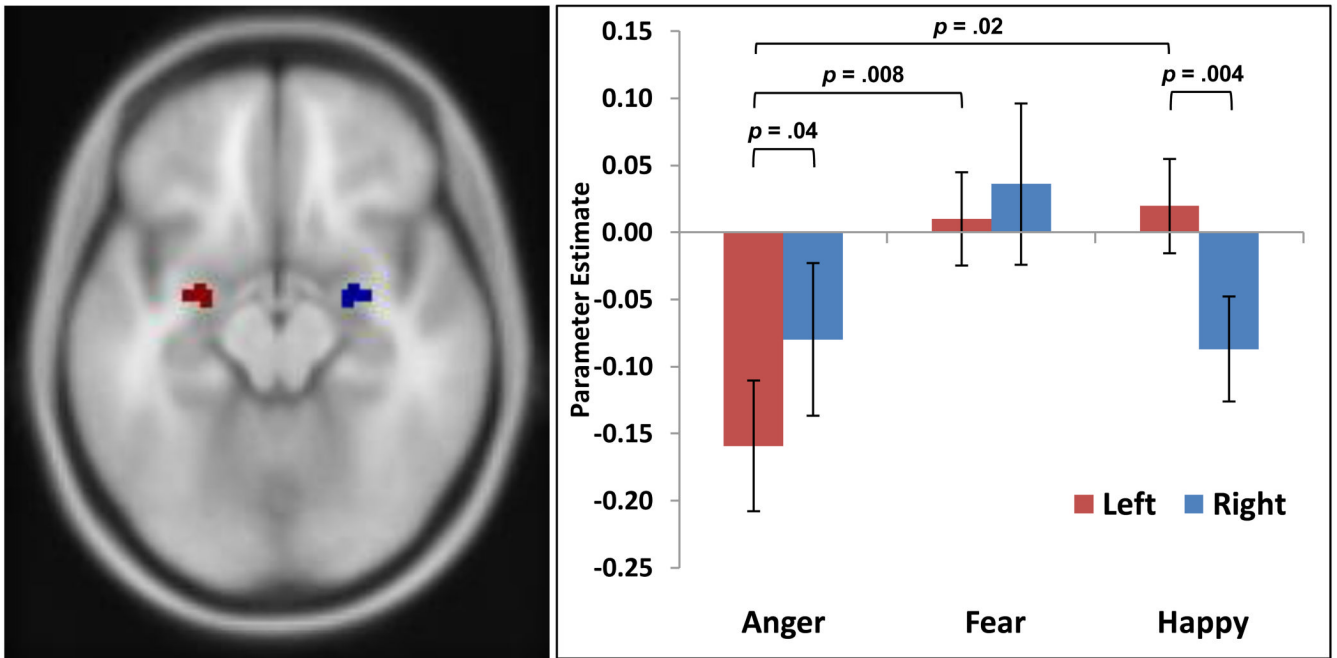 0.15
0.10
0.05
0.00
-0.05
-0.10
-0.15
-0.20
-0.25
Parameter Estimate
p = .02
p = .008
p = .004
p = .04
Left Right
Anger Fear Happy